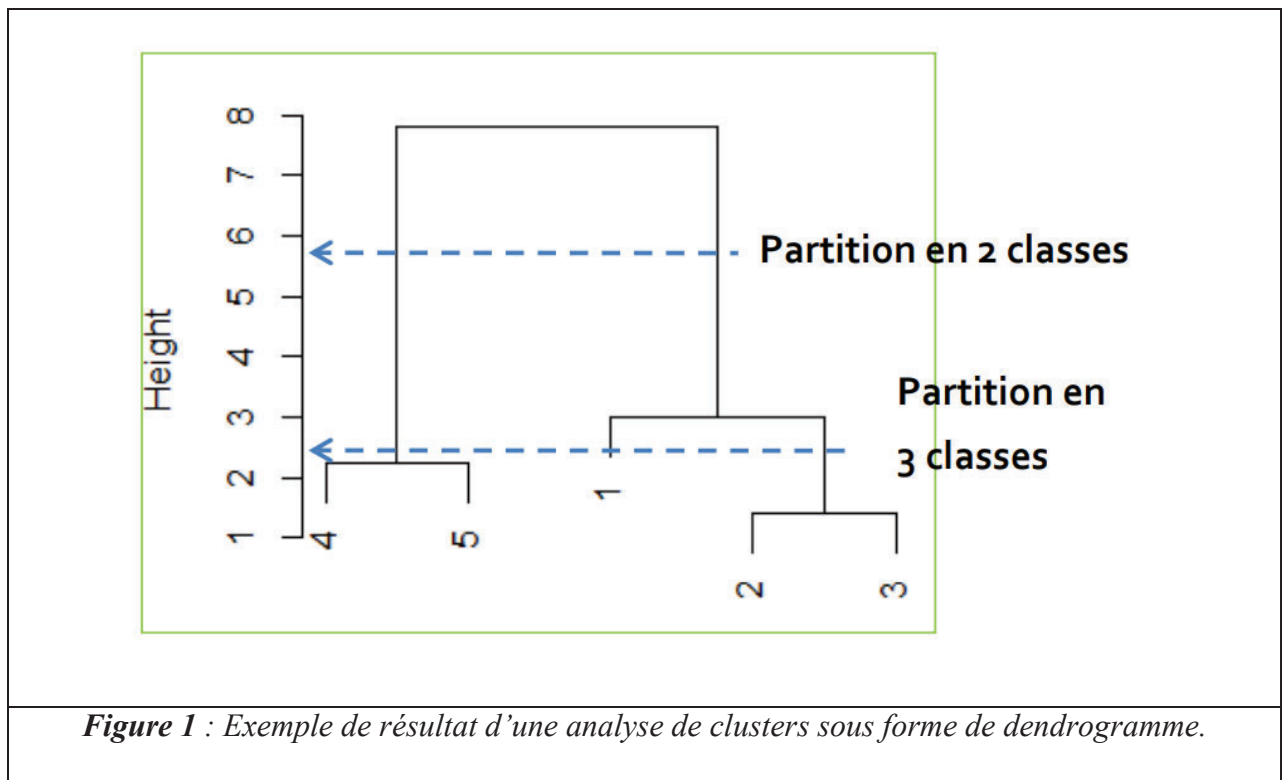 8
7
6
5
4
3
2
1
Height
Partition en 2 classes
Partition en
3 classes
4
5
1
2
3
Figure 1 : Exemple de résultat d’une analyse de clusters sous forme de dendrogramme.